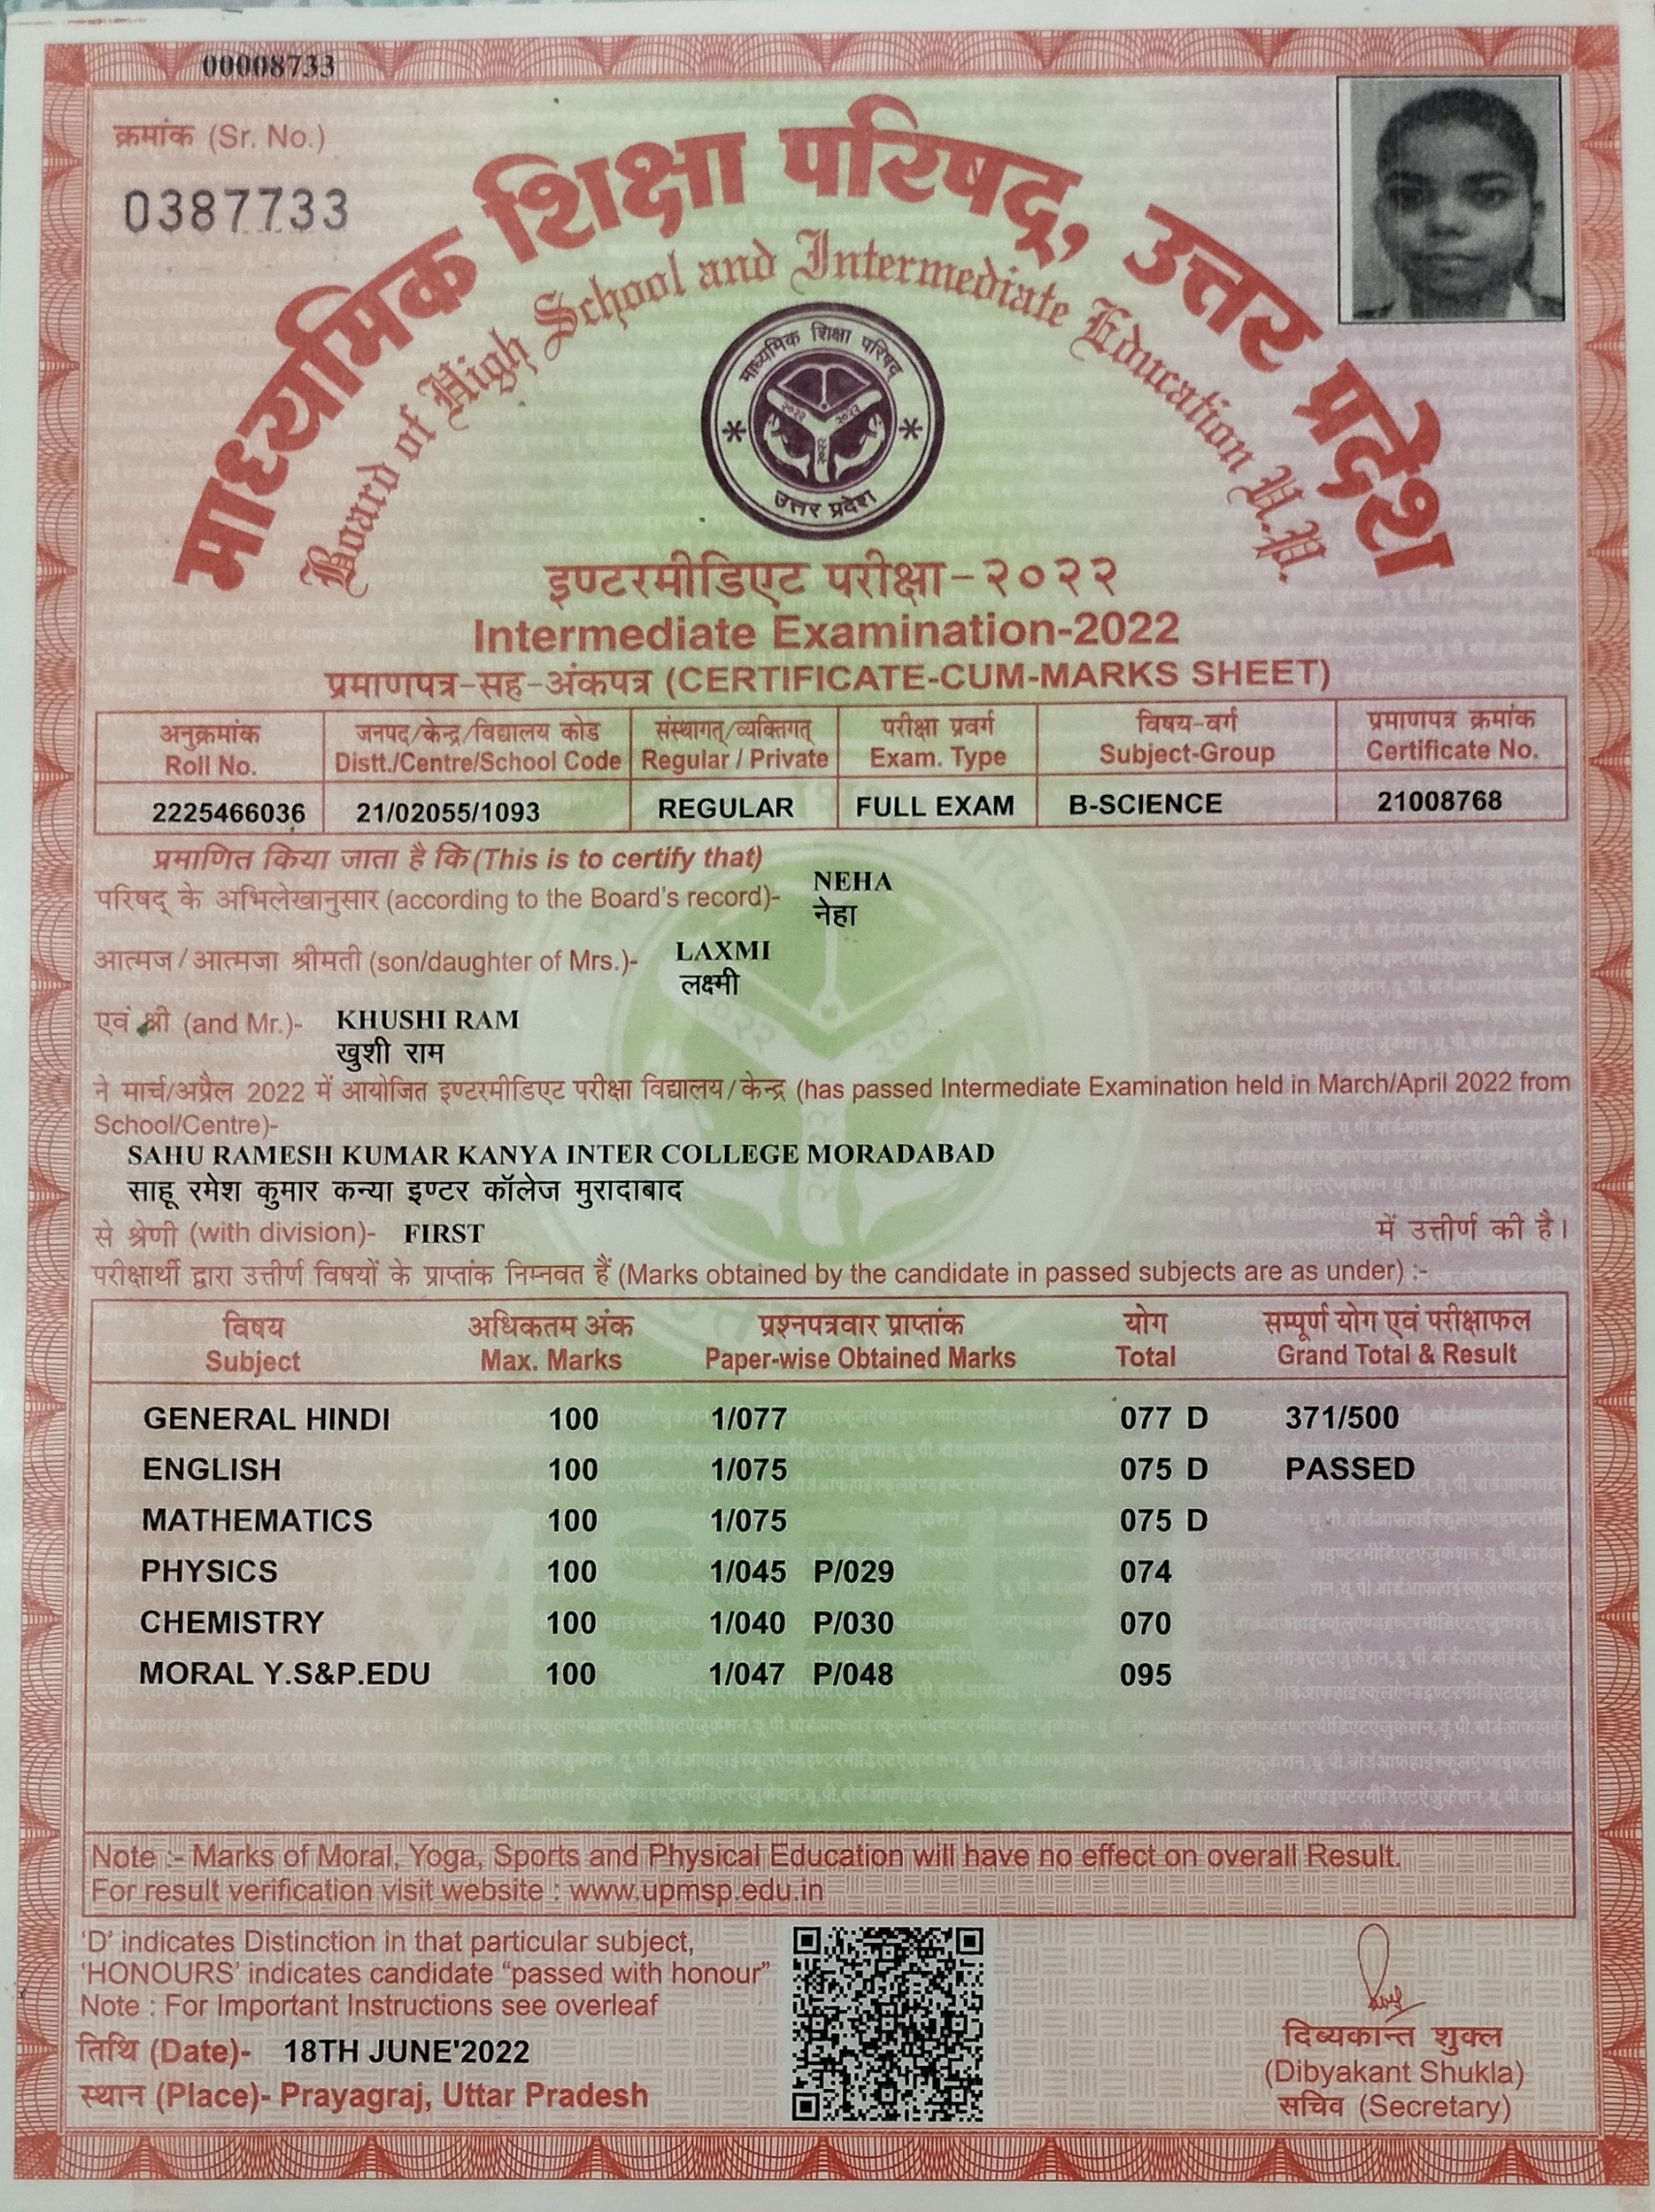 00008733
क्रमांक (Sr. No.)
0387733
माध्यमिक शिक्षा परिषद्, उत्तर प्रदेश
Board of High School and Intermediate Education U.P.
माध्यमिक शिक्षा परिषद्
२०२२ २०२२
२०२२
उत्तर प्रदेश
इण्टरमीडिएट परीक्षा-२०२२
Intermediate Examination-2022
प्रमाणपत्र-सह-अंकपत्र (CERTIFICATE-CUM-MARKS SHEET)
अनुक्रमांक जनपद/केन्द्र/विद्यालय कोड संस्थागत्/व्यक्तिगत् परीक्षा प्रवर्ग विषय-वर्ग प्रमाणपत्र क्रमांक
Roll No. Distt./Centre/School Code Regular / Private Exam. Type Subject-Group Certificate No.
2225466036 21/02055/1093 REGULAR FULL EXAM B-SCIENCE 21008768
प्रमाणित किया जाता है कि (This is to certify that)
NEHA
परिषद् के अभिलेखानुसार (according to the Board's record)-
नेहा
LAXMI
आत्मज/आत्मजा श्रीमती (son/daughter of Mrs.)-
लक्ष्मी
एवं श्री (and Mr.)- KHUSHI RAM
खुशी राम
ने मार्च/अप्रैल 2022 में आयोजित इण्टरमीडिएट परीक्षा विद्यालय/केन्द्र (has passed Intermediate Examination held in March/April 2022 from
School/Centre)-
SAHU RAMESH KUMAR KANYA INTER COLLEGE MORADABAD
साहू रमेश कुमार कन्या इण्टर कॉलेज मुरादाबाद
से श्रेणी (with division)- FIRST में उत्तीर्ण की है।
परीक्षार्थी द्वारा उत्तीर्ण विषयों के प्राप्तांक निम्नवत हैं (Marks obtained by the candidate in passed subjects are as under) :-
विषय अधिकतम अंक प्रश्नपत्रवार प्राप्तांक योग सम्पूर्ण योग एवं परीक्षाफल
Subject Max. Marks Paper-wise Obtained Marks Total Grand Total & Result
GENERAL HINDI 100 1/077 077 D 371/500
ENGLISH 100 1/075 075 D PASSED
MATHEMATICS 100 1/075 075 D
PHYSICS 100 1/045 P/029 074
CHEMISTRY 100 1/040 P/030 070
MORAL Y.S&P.EDU 100 1/047 P/048 095
Note :- Marks of Moral, Yoga, Sports and Physical Education will have no effect on overall Result.
For result verification visit website : www.upmsp.edu.in
'D' indicates Distinction in that particular subject,
'HONOURS' indicates candidate "passed with honour"
Note : For Important Instructions see overleaf
तिथि (Date)- 18TH JUNE'2022
स्थान (Place)- Prayagraj, Uttar Pradesh
दिब्यकान्त शुक्ल
(Dibyakant Shukla)
सचिव (Secretary)